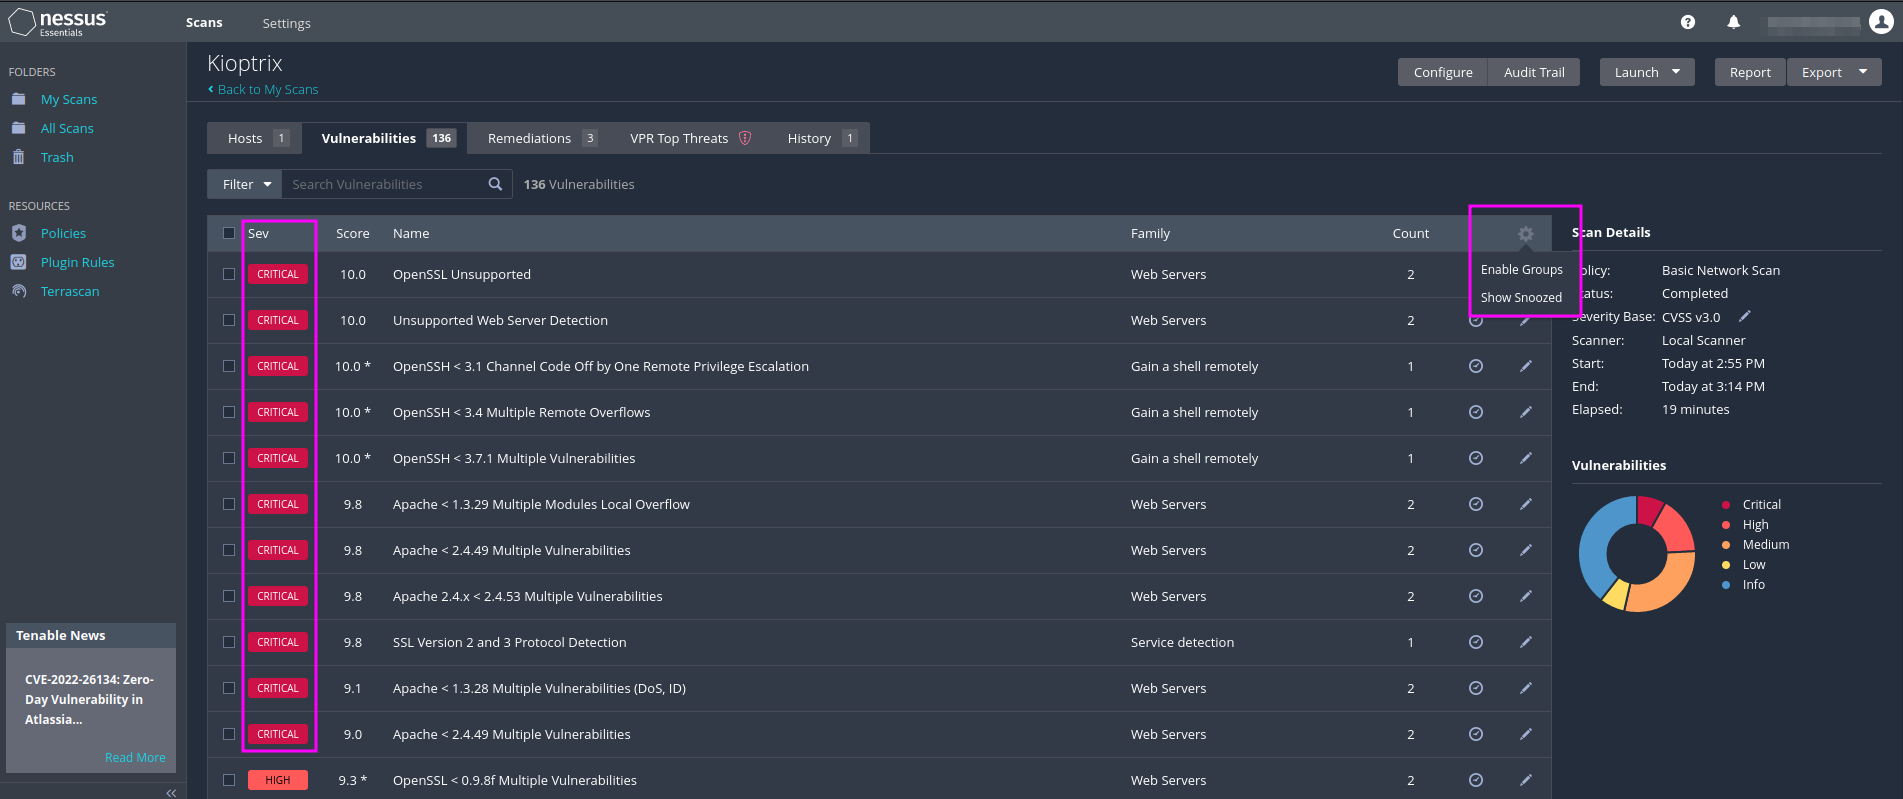 nessus
Essentials
Scans
Settings
FOLDERS
My Scans
All Scans
Trash
RESOURCES
Policies
Plugin Rules
Terrascan
Tenable News
CVE-2022-26134: Zero-
Day Vulnerability in
Atlassia...
Read More
Kioptrix
Back to My Scans
Configure Audit Trail Launch Report Export
Hosts 1 Vulnerabilities 136 Remediations 3 VPR Top Threats History 1
Filter Search Vulnerabilities 136 Vulnerabilities
Sev Score Name Family Count
CRITICAL 10.0 OpenSSL Unsupported Web Servers 2
CRITICAL 10.0 Unsupported Web Server Detection Web Servers 2
CRITICAL 10.0 * OpenSSH < 3.1 Channel Code Off by One Remote Privilege Escalation Gain a shell remotely 1
CRITICAL 10.0 * OpenSSH < 3.4 Multiple Remote Overflows Gain a shell remotely 1
CRITICAL 10.0 * OpenSSH < 3.7.1 Multiple Vulnerabilities Gain a shell remotely 1
CRITICAL 9.8 Apache < 1.3.29 Multiple Modules Local Overflow Web Servers 2
CRITICAL 9.8 Apache < 2.4.49 Multiple Vulnerabilities Web Servers 2
CRITICAL 9.8 Apache 2.4.x < 2.4.53 Multiple Vulnerabilities Web Servers 2
CRITICAL 9.8 SSL Version 2 and 3 Protocol Detection Service detection 1
CRITICAL 9.1 Apache < 1.3.28 Multiple Vulnerabilities (DoS, ID) Web Servers 2
CRITICAL 9.0 Apache < 2.4.49 Multiple Vulnerabilities Web Servers 2
HIGH 9.3 * OpenSSL < 0.9.8f Multiple Vulnerabilities Web Servers 2
Enable Groups
Show Snoozed
Scan Details
olicy: Basic Network Scan
tatus: Completed
Severity Base: CVSS v3.0
Scanner: Local Scanner
Start: Today at 2:55 PM
End: Today at 3:14 PM
Elapsed: 19 minutes
Vulnerabilities
Critical
High
Medium
Low
Info